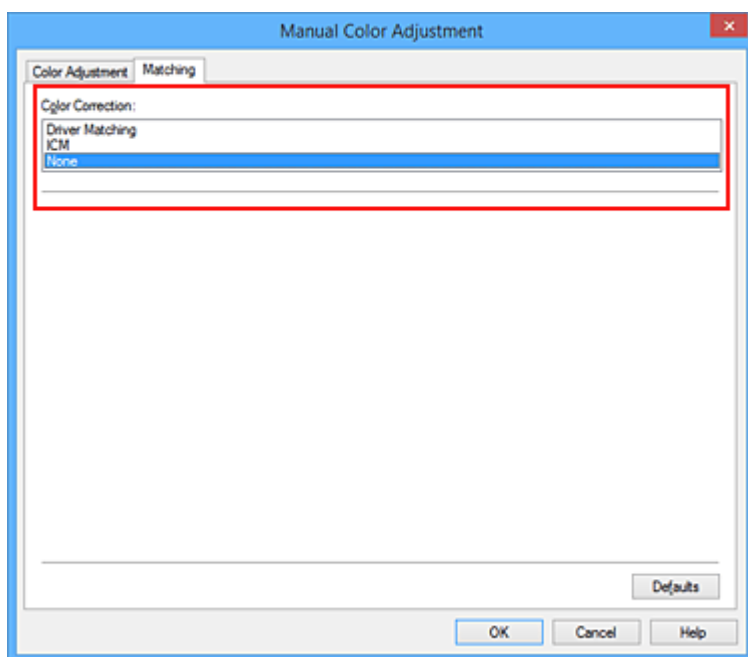 Manual Color Adjustment
Color Adjustment Matching
Color Correction:
Driver Matching
ICM
None
Defaults
OK Cancel Help